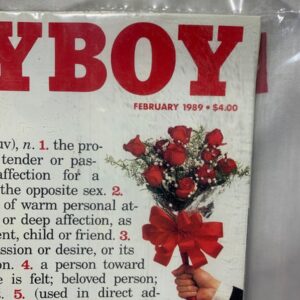 YBOY
FEBRUARY 1989 • $4.00
uv), n. 1. the pro-
tender or pas-
affection for a
the opposite sex. 2.
of warm personal at-
or deep affection, as
ent, child or friend. 3.
ssion or desire, or its
on. 4. a person toward
e is felt; beloved person;
. 5. (used in direct ad-